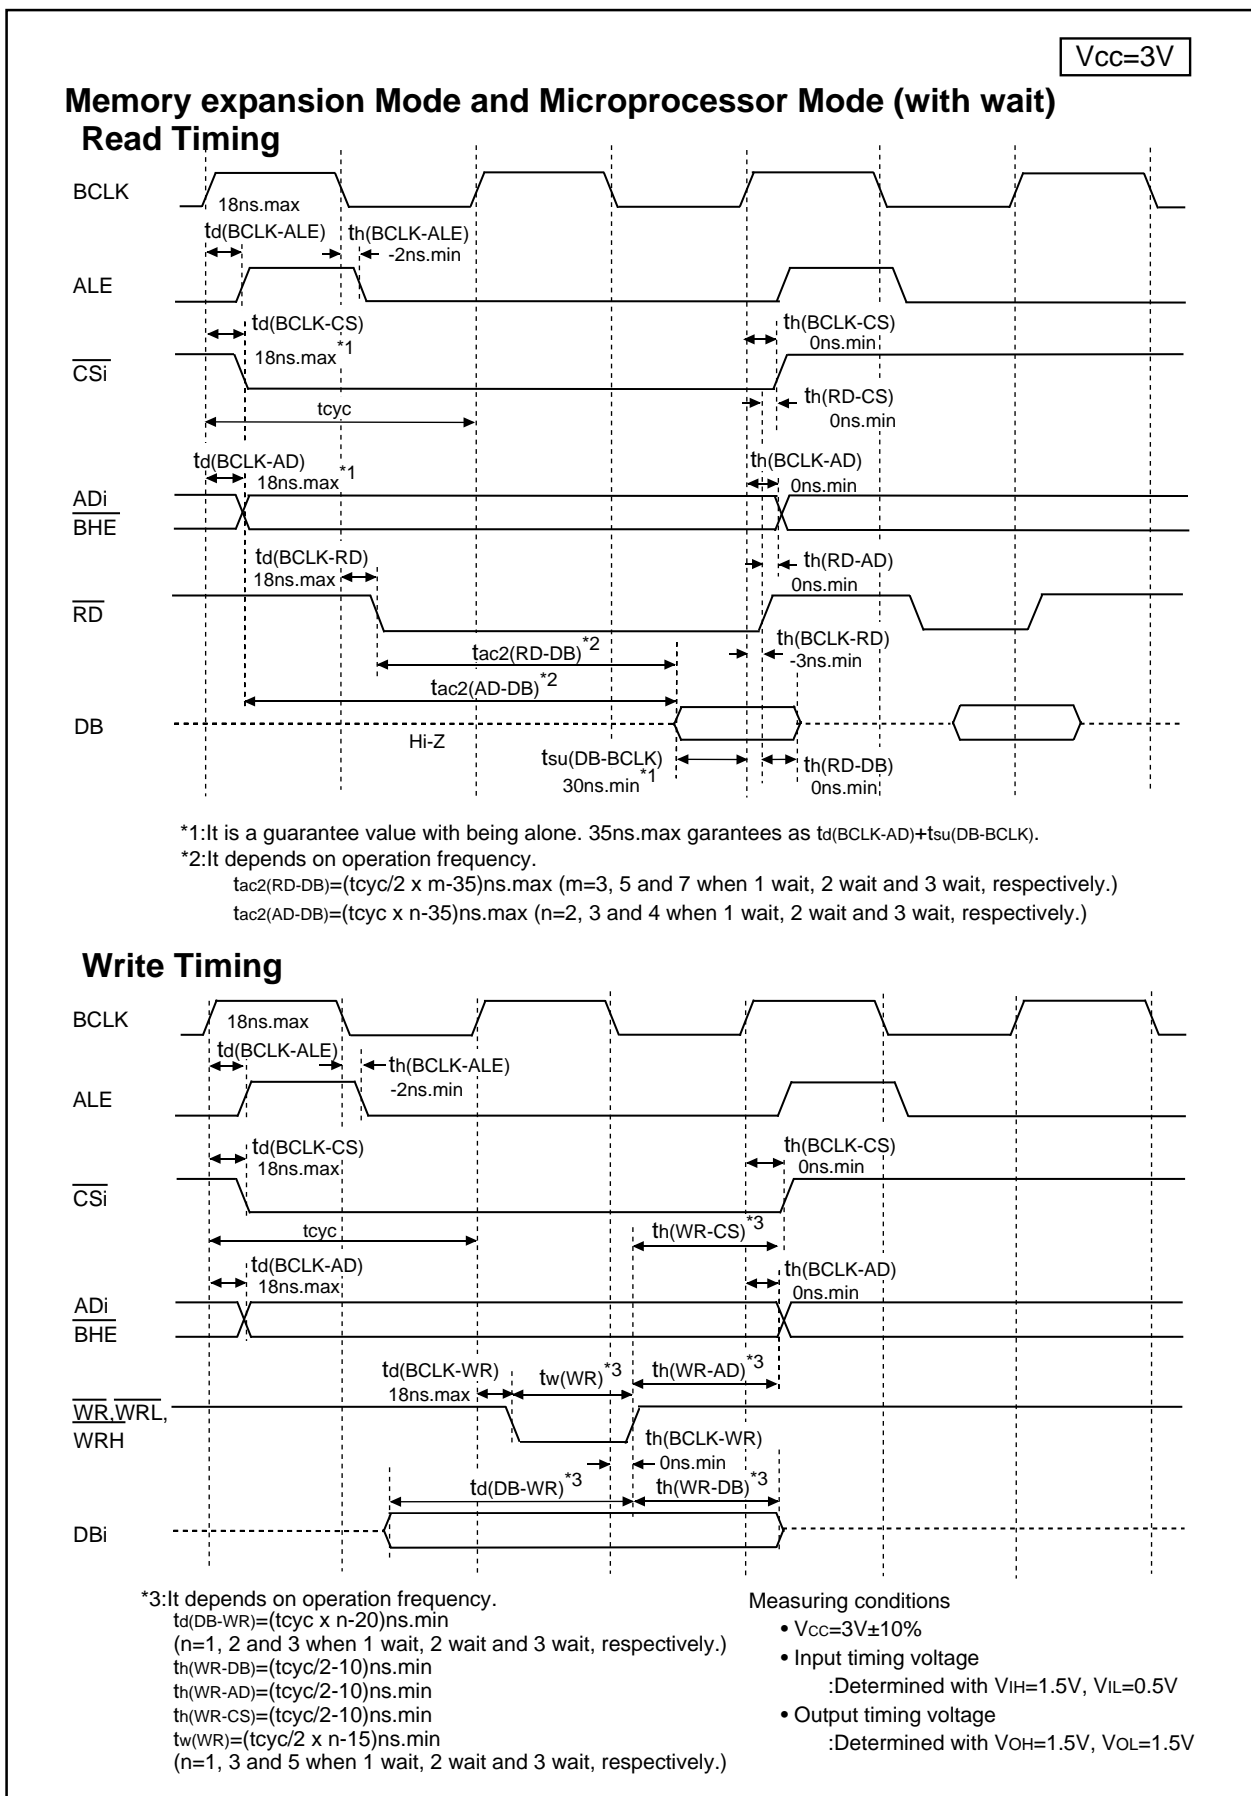 Vcc=3V
Memory expansion Mode and Microprocessor Mode (with wait)
Read Timing
BCLK
18ns.max
td(BCLK-ALE)
th(BCLK-ALE)
-2ns.min
ALE
td(BCLK-CS)
18ns.max*1
th(BCLK-CS)
0ns.min
CSi
tcyc
th(RD-CS)
0ns.min
td(BCLK-AD)
18ns.max*1
th(BCLK-AD)
0ns.min
ADi
BHE
td(BCLK-RD)
18ns.max
th(RD-AD)
0ns.min
RD
tac2(RD-DB)*2
th(BCLK-RD)
-3ns.min
tac2(AD-DB)*2
DB
Hi-Z
tsu(DB-BCLK)
30ns.min*1
th(RD-DB)
0ns.min
*1:It is a guarantee value with being alone. 35ns.max garantees as td(BCLK-AD)+tsu(DB-BCLK).
*2:It depends on operation frequency.
tac2(RD-DB)=(tcyc/2 x m-35)ns.max (m=3, 5 and 7 when 1 wait, 2 wait and 3 wait, respectively.)
tac2(AD-DB)=(tcyc x n-35)ns.max (n=2, 3 and 4 when 1 wait, 2 wait and 3 wait, respectively.)
Write Timing
BCLK
18ns.max
td(BCLK-ALE)
th(BCLK-ALE)
-2ns.min
ALE
td(BCLK-CS)
18ns.max
th(BCLK-CS)
0ns.min
CSi
tcyc
th(WR-CS)*3
td(BCLK-AD)
18ns.max
th(BCLK-AD)
0ns.min
ADi
BHE
td(BCLK-WR)
18ns.max
tw(WR)*3
th(WR-AD)*3
WR,WRL,
WRH
th(BCLK-WR)
0ns.min
td(DB-WR)*3
th(WR-DB)*3
DBi
*3:It depends on operation frequency.
td(DB-WR)=(tcyc x n-20)ns.min
(n=1, 2 and 3 when 1 wait, 2 wait and 3 wait, respectively.)
th(WR-DB)=(tcyc/2-10)ns.min
th(WR-AD)=(tcyc/2-10)ns.min
th(WR-CS)=(tcyc/2-10)ns.min
tw(WR)=(tcyc/2 x n-15)ns.min
(n=1, 3 and 5 when 1 wait, 2 wait and 3 wait, respectively.)
Measuring conditions
• VCC=3V±10%
• Input timing voltage
:Determined with VIH=1.5V, VIL=0.5V
• Output timing voltage
:Determined with VOH=1.5V, VOL=1.5V